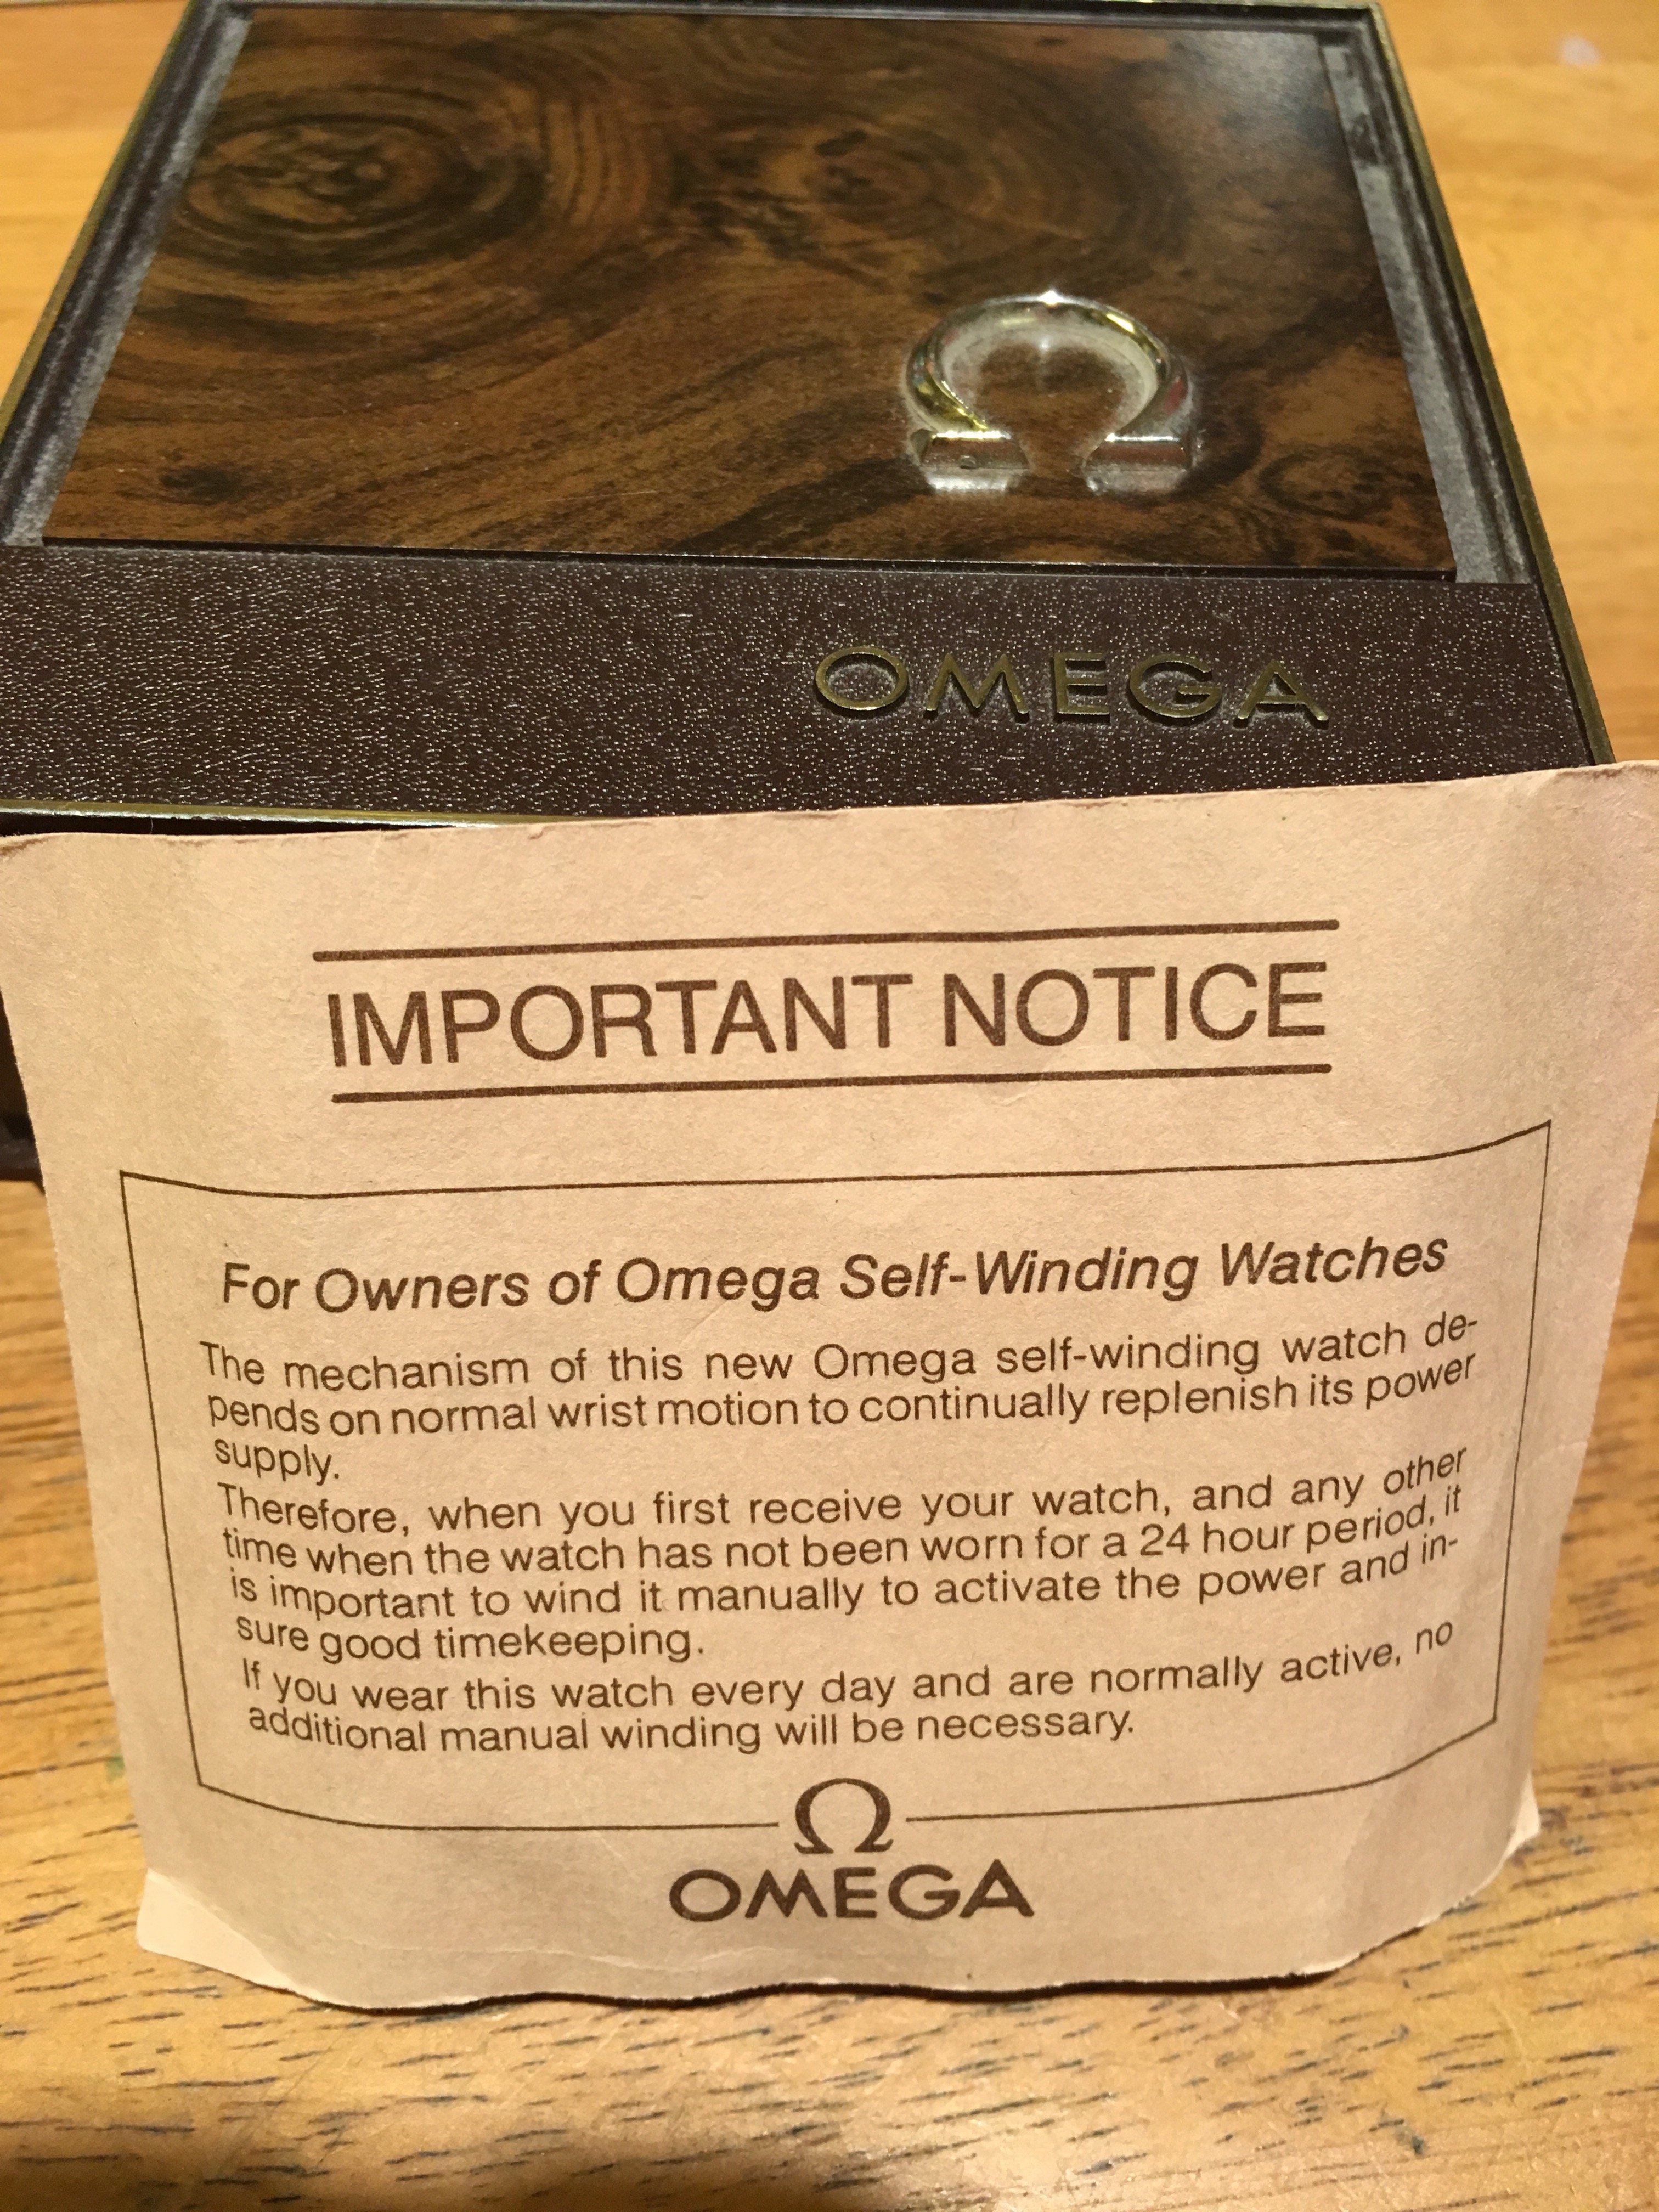 OMEGA
IMPORTANT NOTICE
For Owners of Omega Self-Winding Watches
The mechanism of this new Omega self-winding watch de-
pends on normal wrist motion to continually replenish its power
supply.
Therefore, when you first receive your watch, and any other
time when the watch has not been worn for a 24 hour period, it
is important to wind it manually to activate the power and in-
sure good timekeeping.
If you wear this watch every day and are normally active, no
additional manual winding will be necessary.
Ω
OMEGA